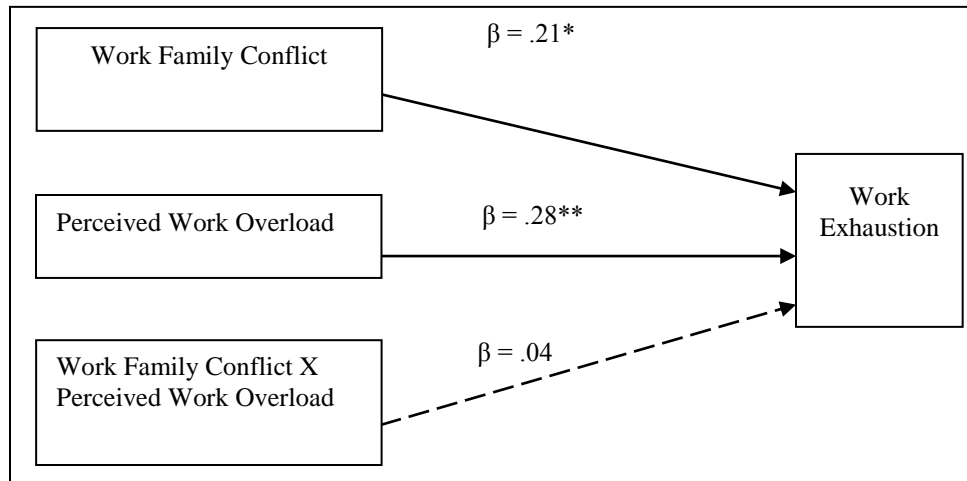 β = .21*
Work Family Conflict
Perceived Work Overload
β = .28**
Work
Exhaustion
Work Family Conflict X
Perceived Work Overload
β = .04